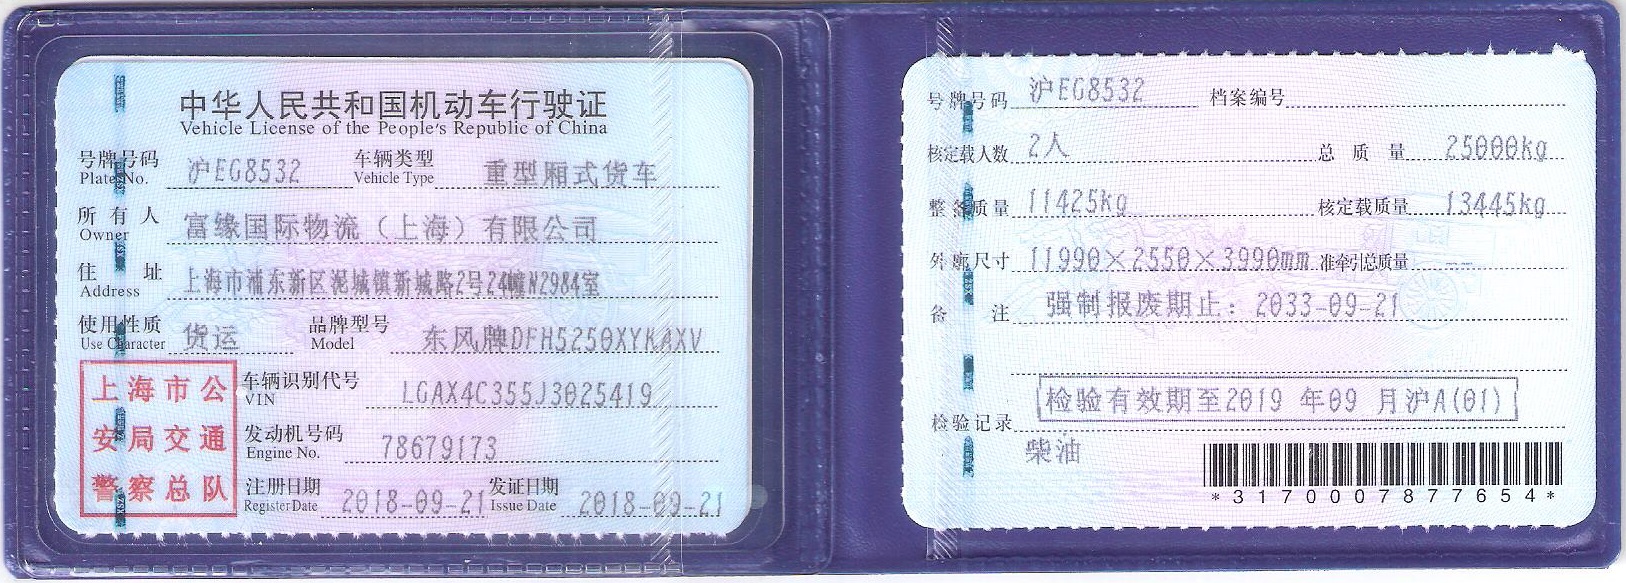 中华人民共和国机动车行驶证
Vehicle License of the People's Republic of China
号牌号码 Plate No. 沪EG8532 车辆类型 Vehicle Type 重型厢式货车
所有人 Owner 富缘国际物流（上海）有限公司
住址 Address 上海市浦东新区泥城镇新城路2号24幢N2984室
使用性质 Use Character 货运 品牌型号 Model 东风牌DFH5250XYKAXV
车辆识别代号 VIN LGAX4C355J3025419
发动机号码 Engine No. 78679173
注册日期 Register Date 2018-09-21 发证日期 Issue Date 2018-09-21
上海市公
安局交通
警察总队
号牌号码 沪EG8532 档案编号
核定载人数 2人 总质量 25000kg
整备质量 11425kg 核定载质量 13445kg
外廓尺寸 11990×2550×3990mm 准牵引总质量 --
备注 强制报废期止：2033-09-21
检验记录 检验有效期至2019 年09 月沪A(01)
柴油
*3170007877654*